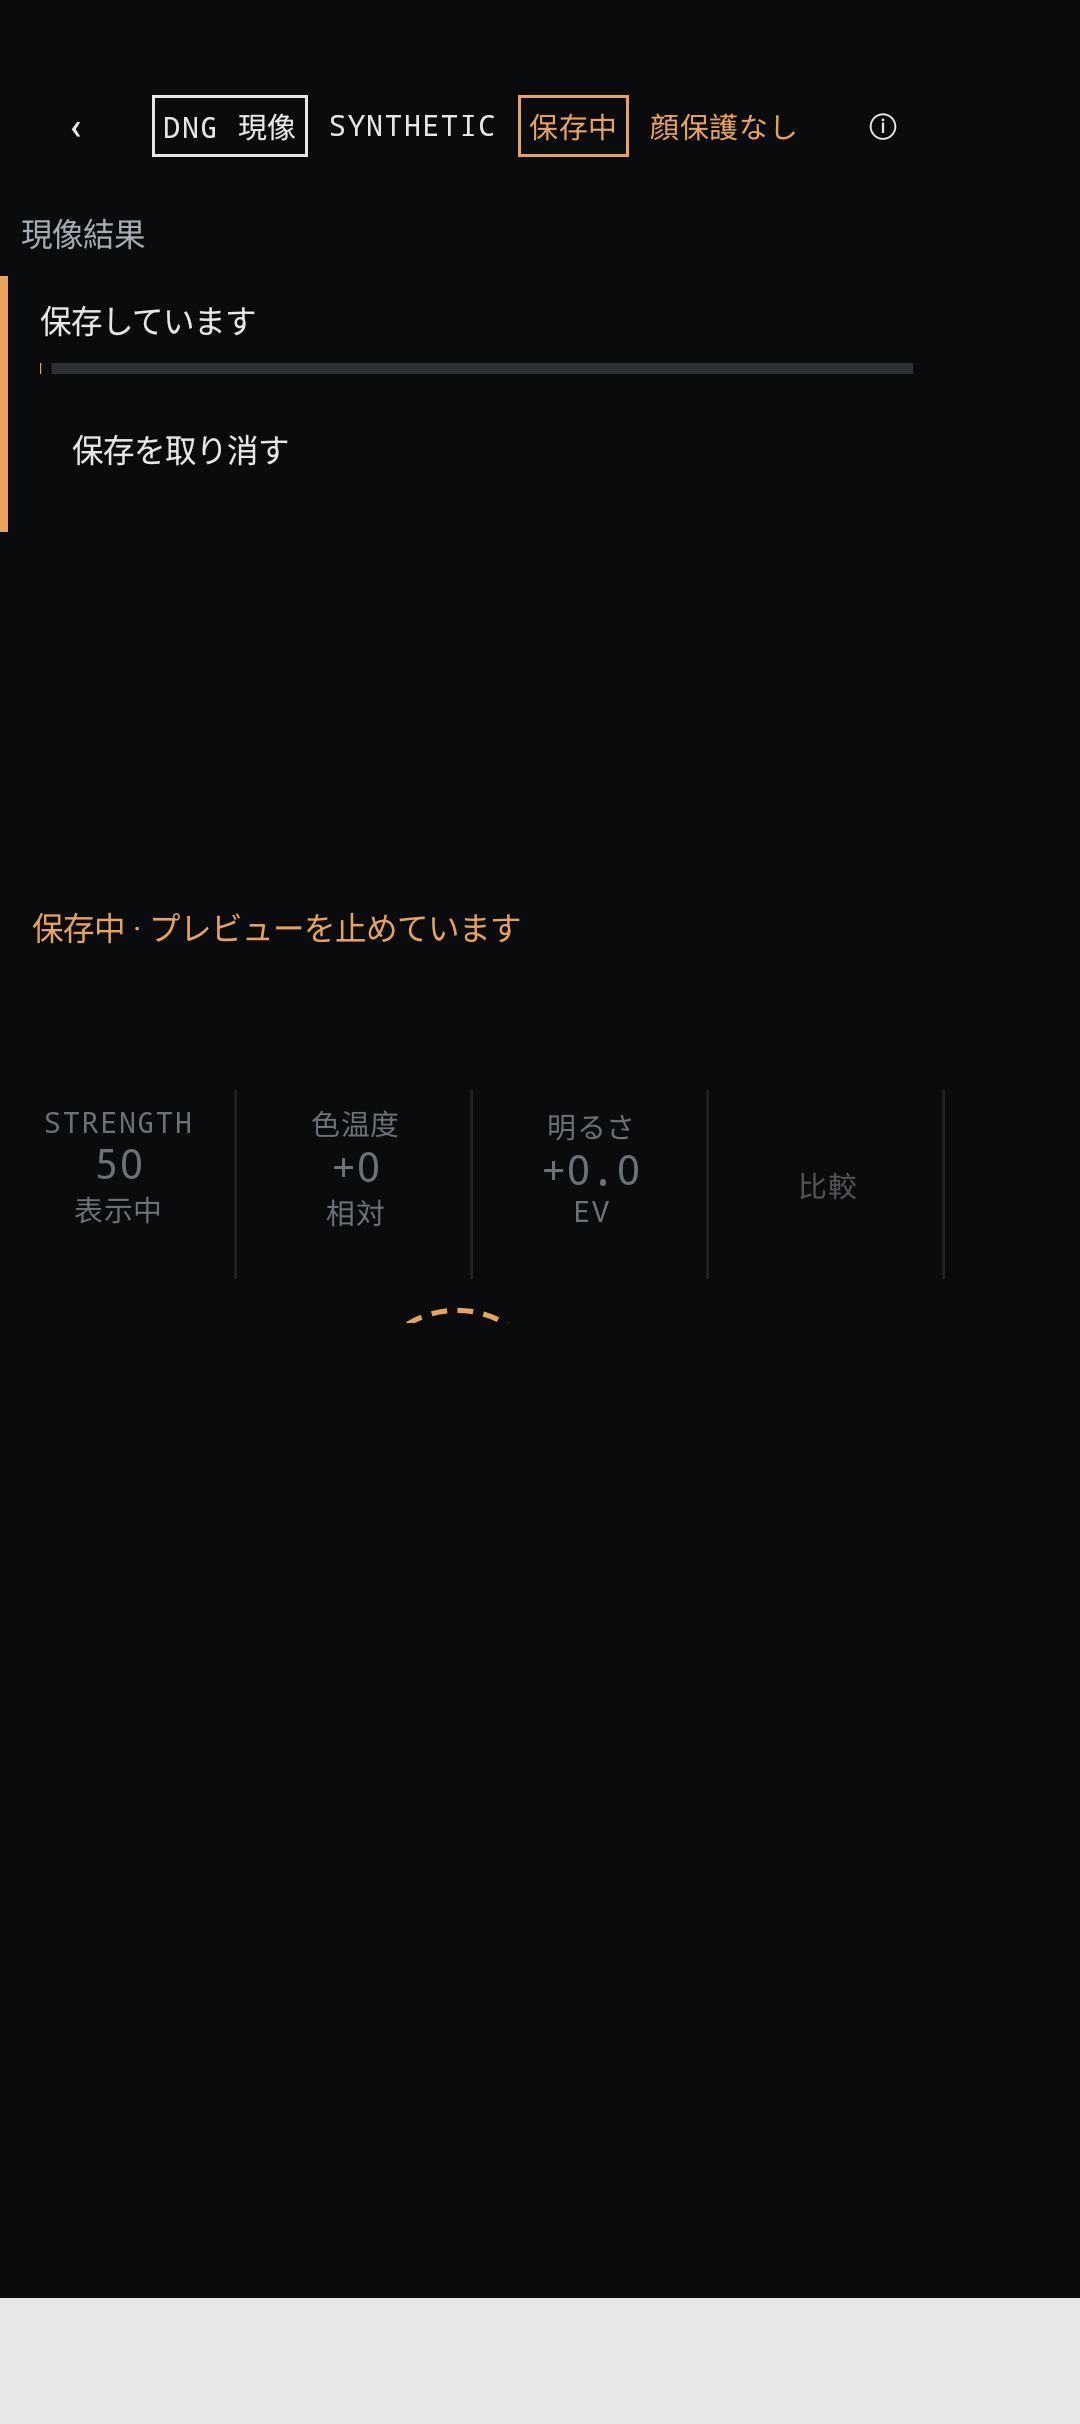 ‹ DNG 現像 SYNTHETIC 保存中 顔保護なし ⓘ
現像結果
保存しています
保存を取り消す
保存中 · プレビューを止めています
STRENGTH
50
表示中
色温度
+0
相対
明るさ
+0.0
EV
比較